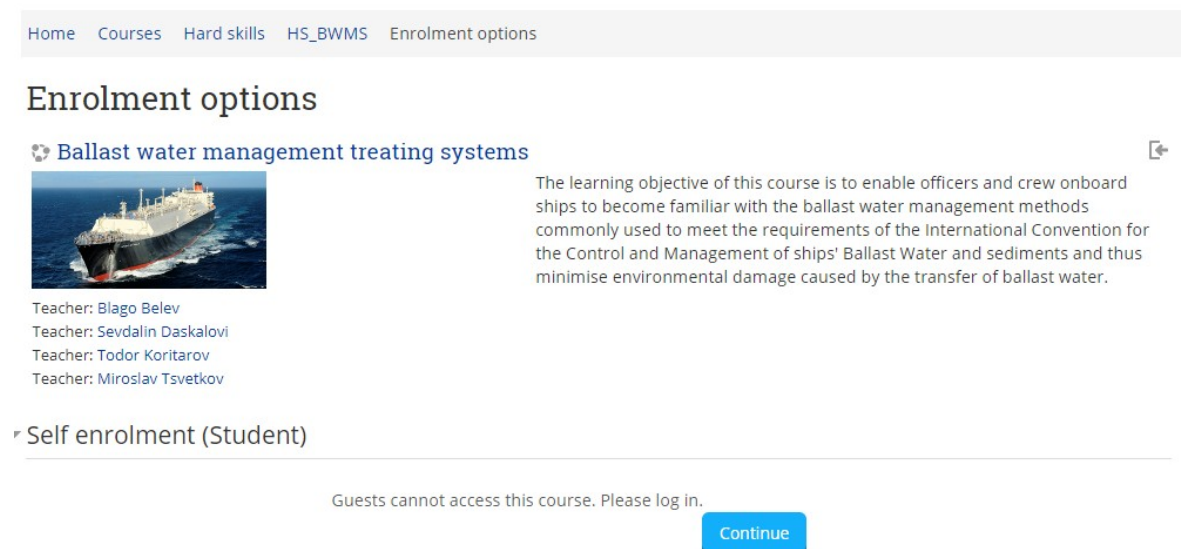 Home Courses Hard skills HS_BWMS Enrolment options
Enrolment options
Ballast water management treating systems
The learning objective of this course is to enable officers and crew onboard
ships to become familiar with the ballast water management methods
commonly used to meet the requirements of the International Convention for
the Control and Management of ships' Ballast Water and sediments and thus
minimise environmental damage caused by the transfer of ballast water.
Teacher: Blago Belev
Teacher: Sevdalin Daskalovi
Teacher: Todor Koritarov
Teacher: Miroslav Tsvetkov
Self enrolment (Student)
Guests cannot access this course. Please log in.
Continue